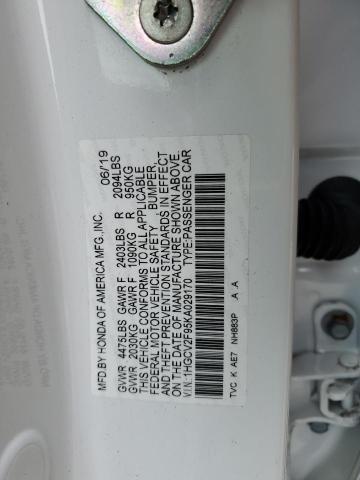 MFD.BY HONDA OF AMERICA MFG.,INC. 06/'19
GVWR 4475LBS GAWR F 2403LBS R 2094LBS
GVWR 2030KG GAWR F 1090KG R 950KG
THIS VEHICLE CONFORMS TO ALL APPLICABLE
FEDERAL MOTOR VEHICLE SAFETY BUMPER,
AND THEFT PREVENTION STANDARDS IN EFFECT
ON THE DATE OF MANUFACTURE SHOWN ABOVE.
V.I.N.:1HGCV2F95KA029170 TYPE:PASSENGER CAR
TVC K AE7 NH883P A A